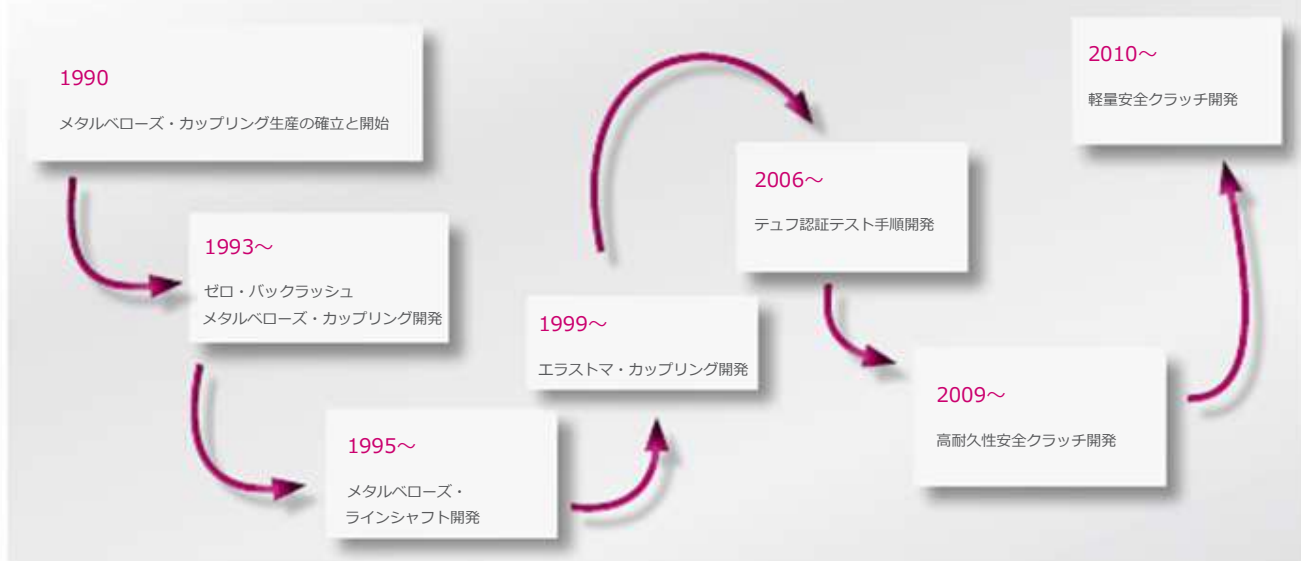 1990
メタルベローズ・カップリング生産の確立と開始
1993～
ゼロ・バックラッシュ
メタルベローズ・カップリング開発
1995～
メタルベローズ・
ラインシャフト開発
1999～
エラストマ・カップリング開発
2006～
テュフ認証テスト手順開発
2009～
高耐久性安全クラッチ開発
2010～
軽量安全クラッチ開発